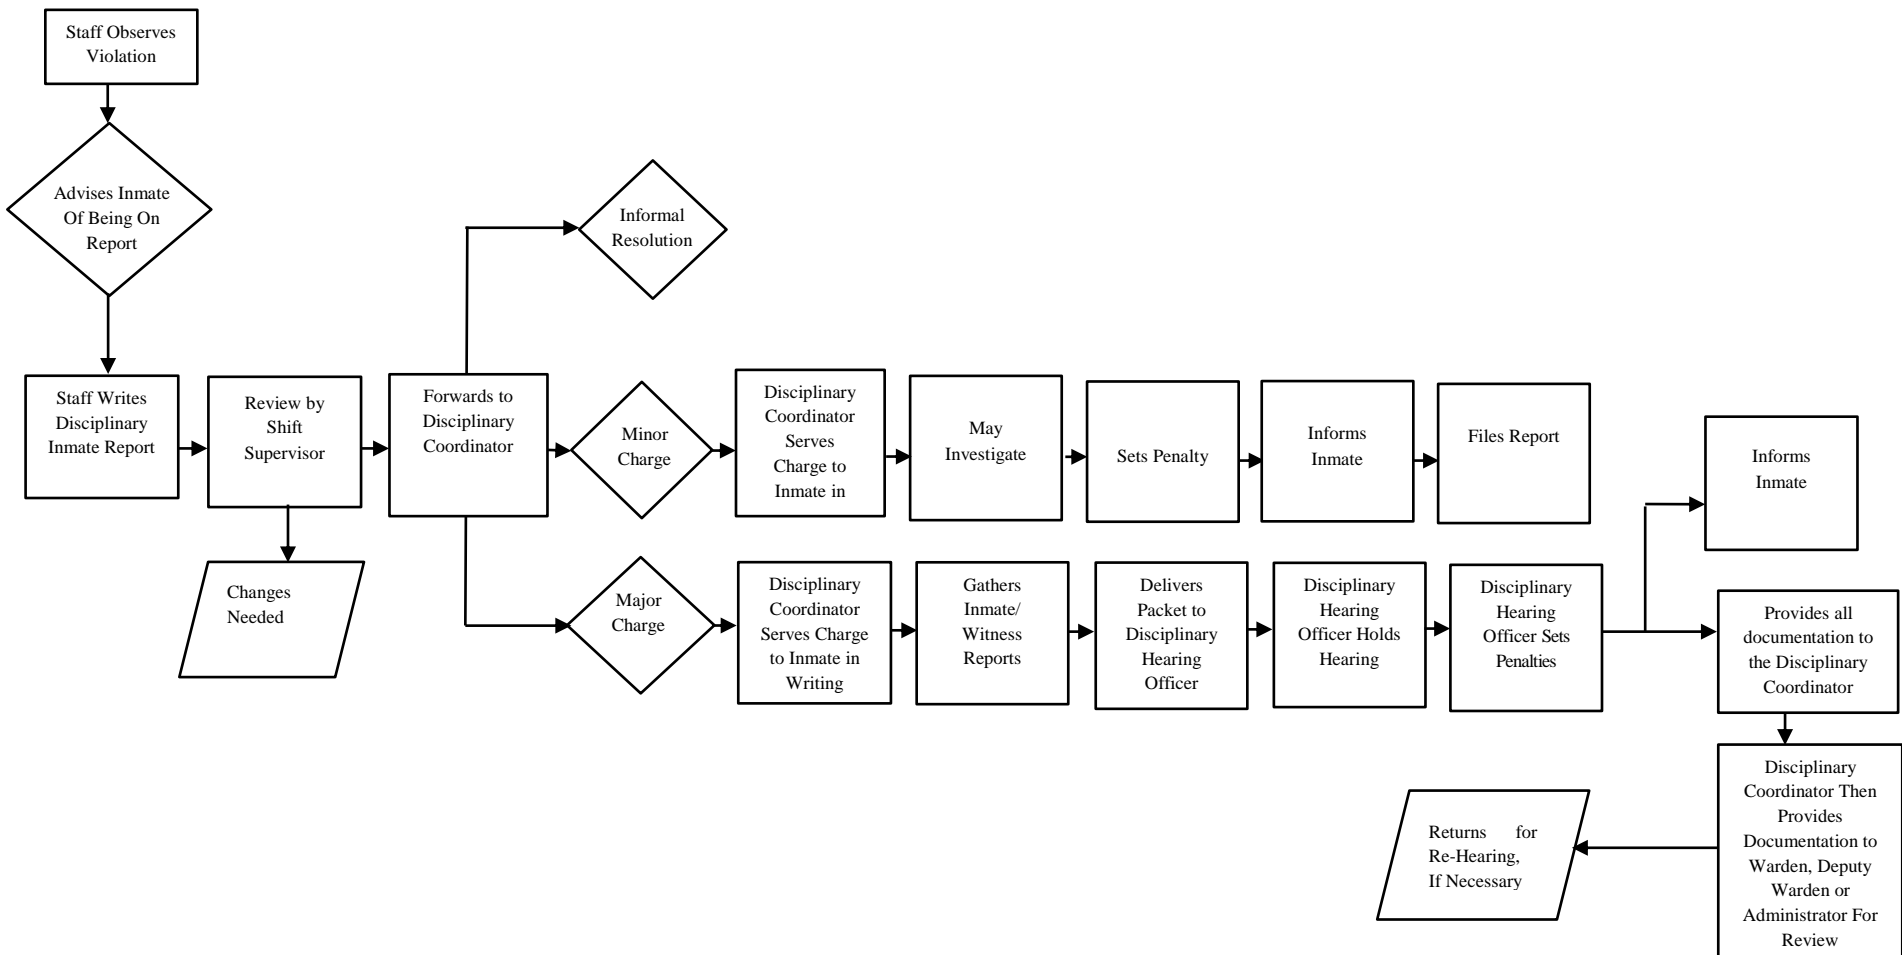 Staff Observes
Violation
Advises Inmate
Of Being On
Report
Informal
Resolution
Staff Writes
Disciplinary
Inmate Report
Review by
Shift
Supervisor
Forwards to
Disciplinary
Coordinator
Minor
Charge
Disciplinary
Coordinator
Serves
Charge to
Inmate in
May
Investigate
Sets Penalty
Informs
Inmate
Files Report
Informs
Inmate
Changes
Needed
Major
Charge
Disciplinary
Coordinator
Serves Charge
to Inmate in
Writing
Gathers
Inmate/
Witness
Reports
Delivers
Packet to
Disciplinary
Hearing
Officer
Disciplinary
Hearing
Officer Holds
Hearing
Disciplinary
Hearing
Officer Sets
Penalties
Provides all
documentation to
the Disciplinary
Coordinator
Disciplinary
Coordinator Then
Provides
Documentation to
Warden, Deputy
Warden or
Administrator For
Review
Returns for
Re-Hearing,
If Necessary